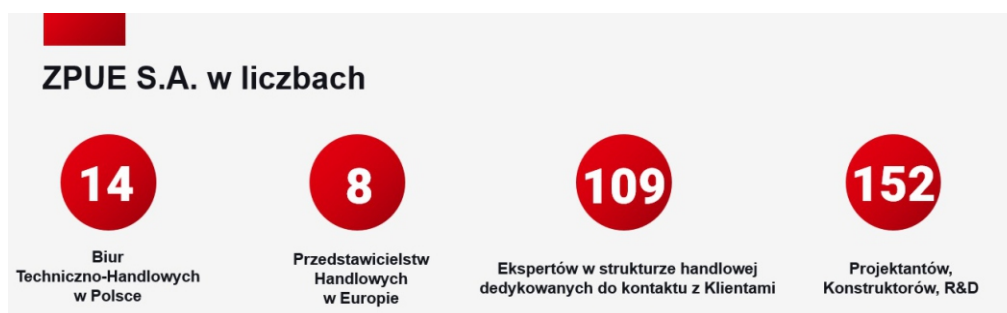 ZPUE S.A. w liczbach
14
Biur
Techniczno-Handlowych
w Polsce
8
Przedstawicielstw
Handlowych
w Europie
109
Ekspertów w strukturze handlowej
dedykowanych do kontaktu z Klientami
152
Projektantów,
Konstruktorów, R&D